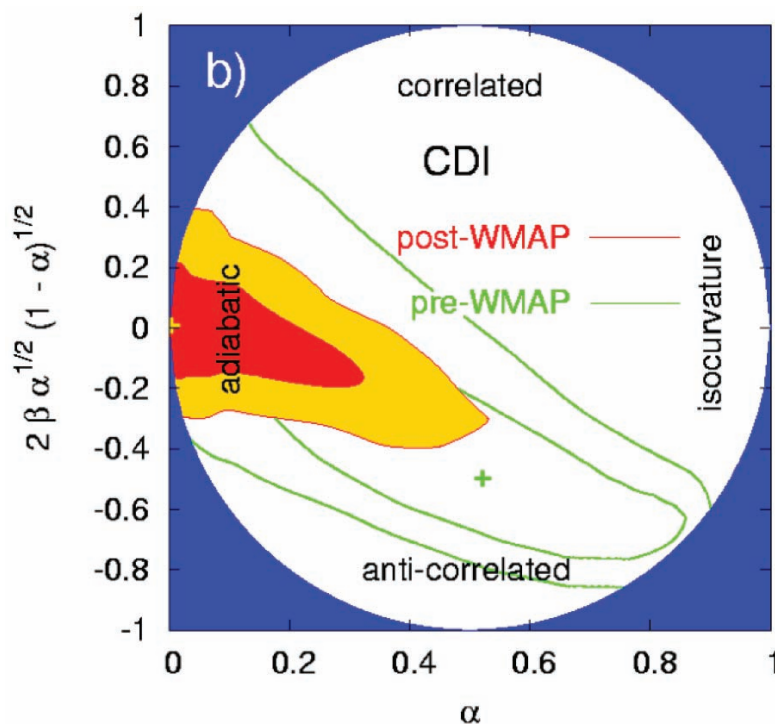 b)
correlated
CDI
post-WMAP
pre-WMAP
adiabatic
isocurvature
anti-correlated
1
0.8
0.6
0.4
0.2
0
-0.2
-0.4
-0.6
-0.8
-1
2 β α^1/2 (1 - α)^1/2
0 0.2 0.4 0.6 0.8 1
α